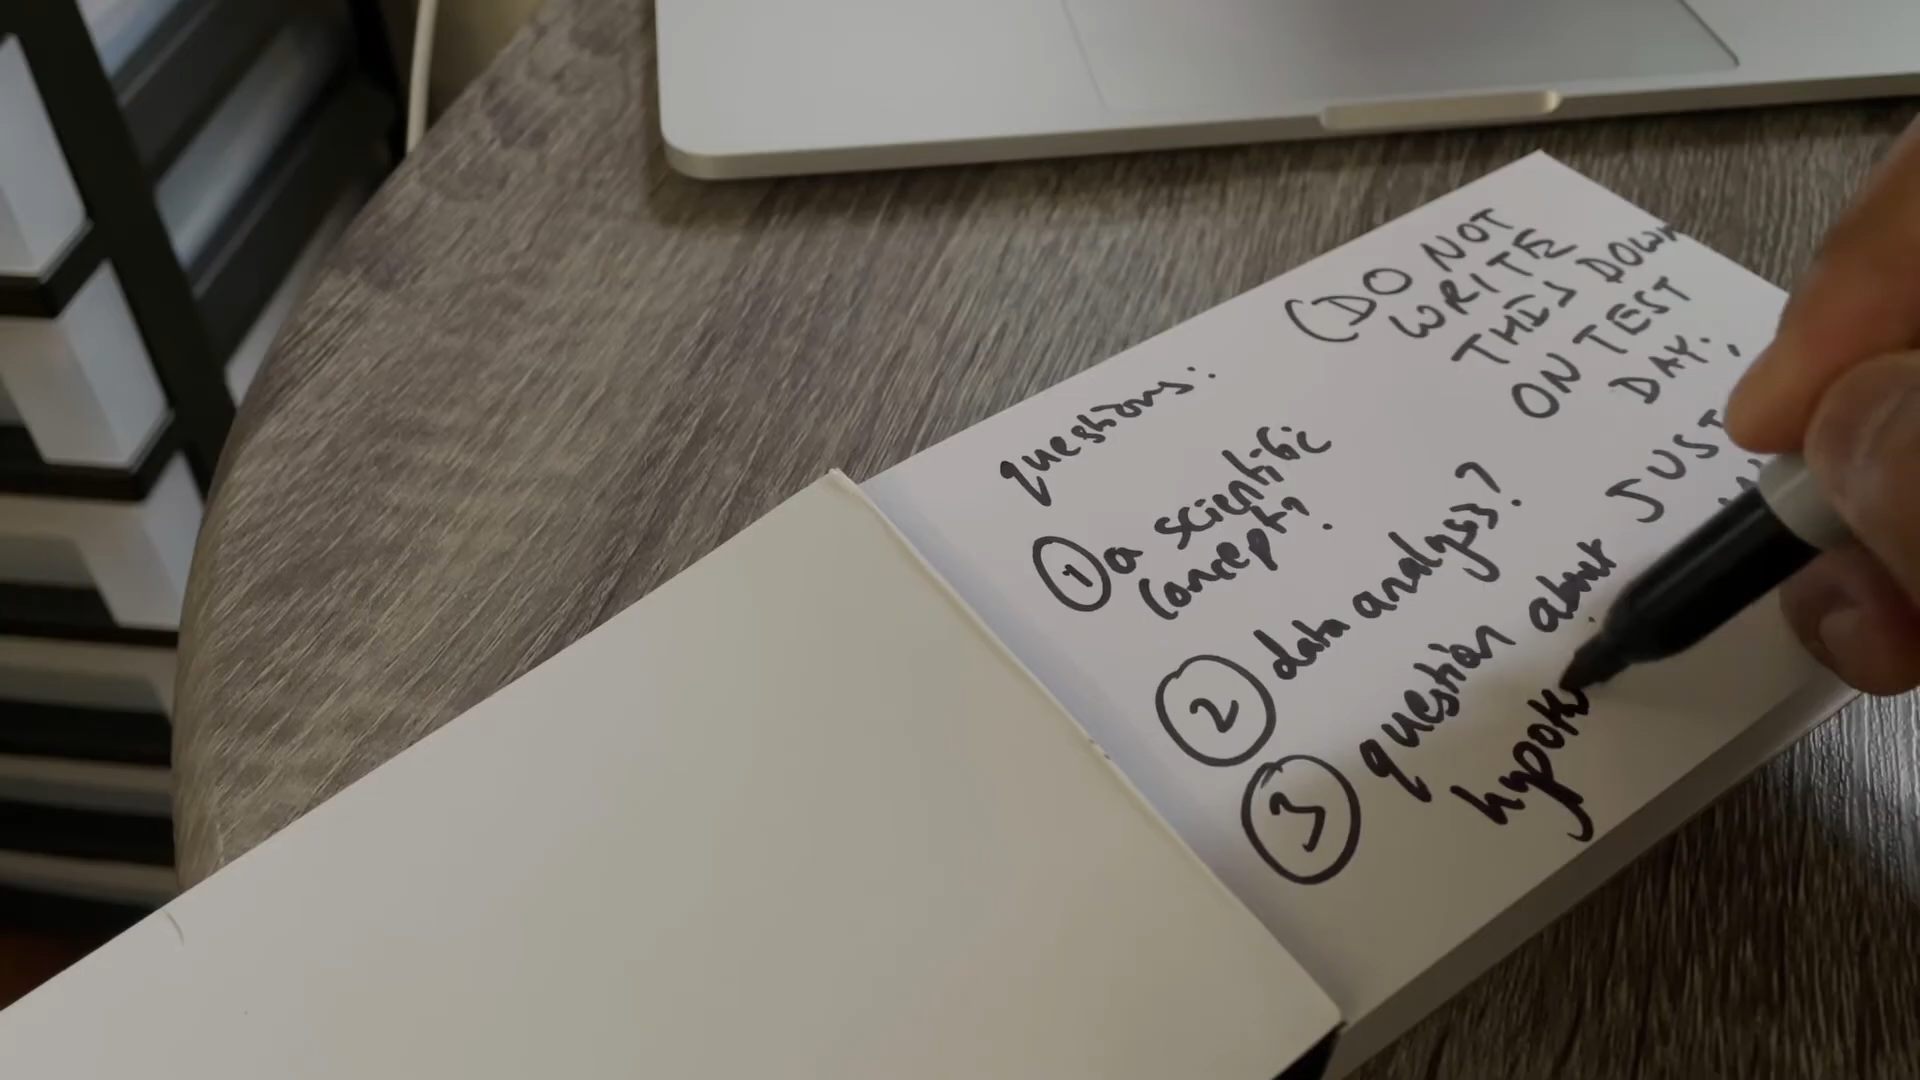 questions:
① a scientific
concept?
② data analysis?
③ question about
(DO NOT
WRITE
THIS DOWN
ON TEST
DAY.,
JUST